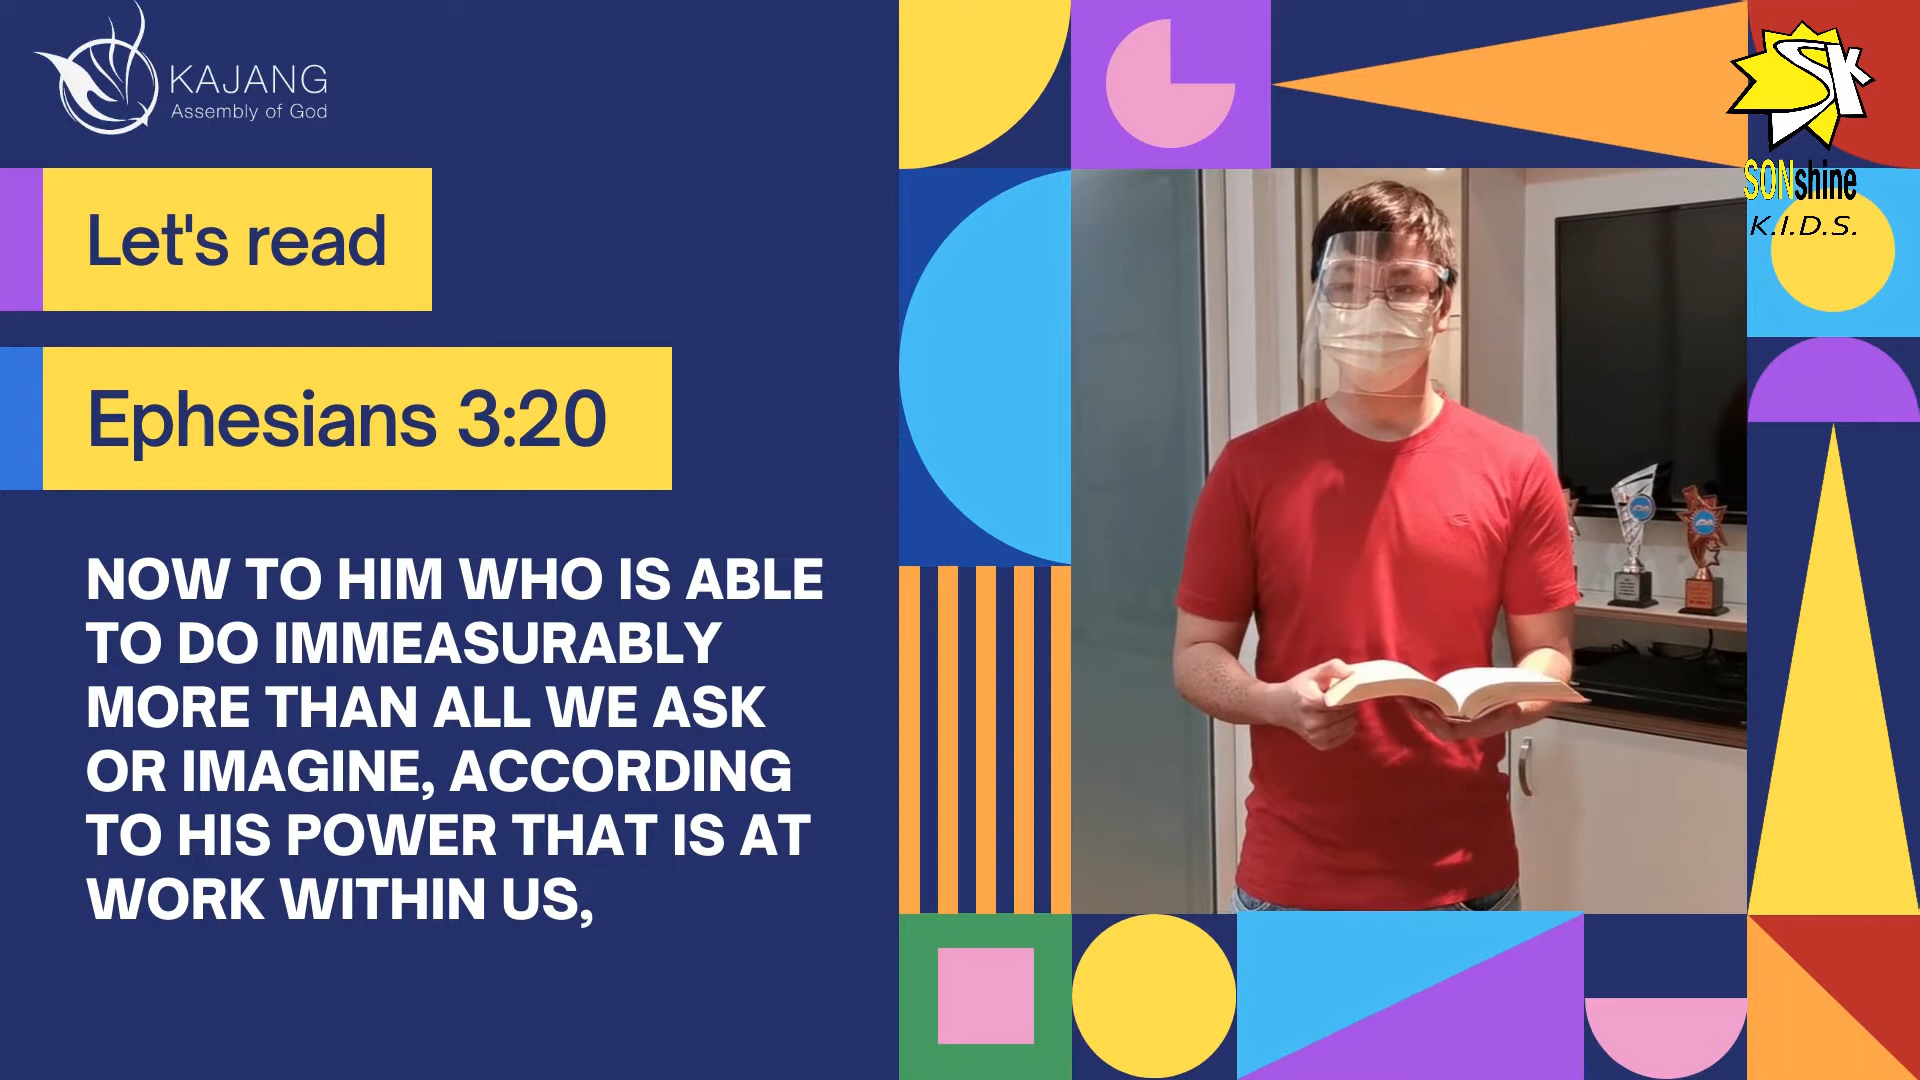 KAJANG
Assembly of God
Let's read
Ephesians 3:20
NOW TO HIM WHO IS ABLE
TO DO IMMEASURABLY
MORE THAN ALL WE ASK
OR IMAGINE, ACCORDING
TO HIS POWER THAT IS AT
WORK WITHIN US,
SK
SONshine
K.I.D.S.